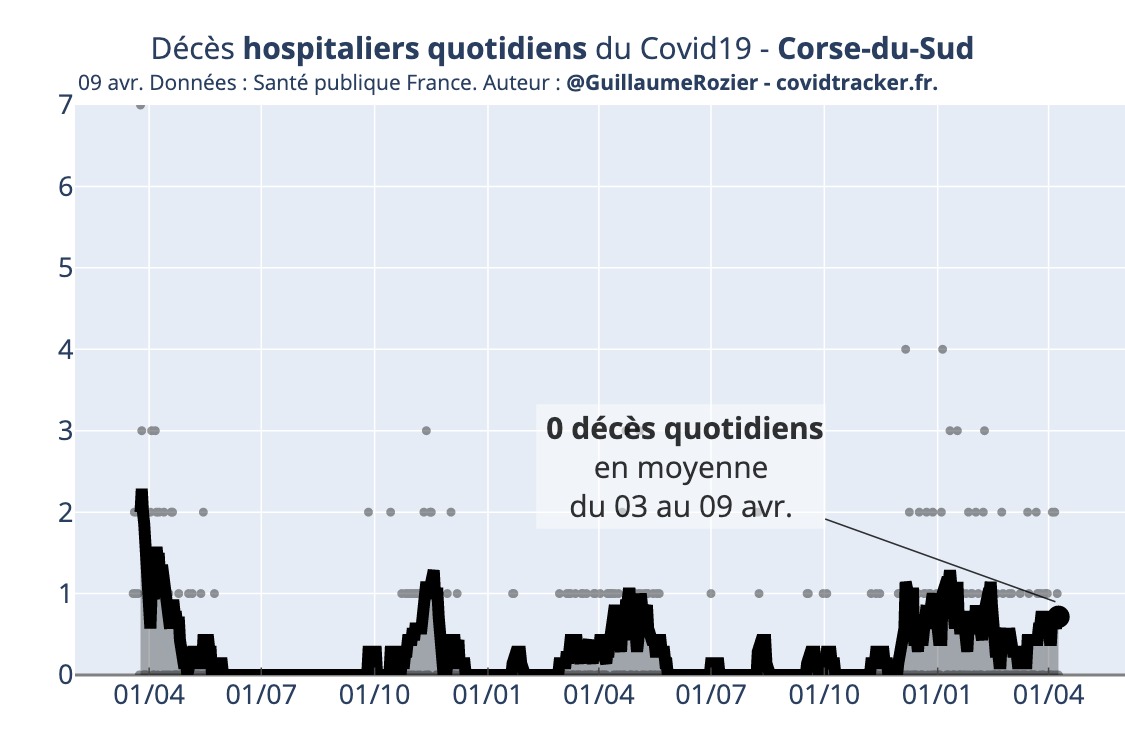 Décès hospitaliers quotidiens du Covid19 - Corse-du-Sud
09 avr. Données : Santé publique France. Auteur : @GuillaumeRozier - covidtracker.fr.
7
6
5
4
3
2
1
0
0 décès quotidiens
en moyenne
du 03 au 09 avr.
01/04 01/07 01/10 01/01 01/04 01/07 01/10 01/01 01/04